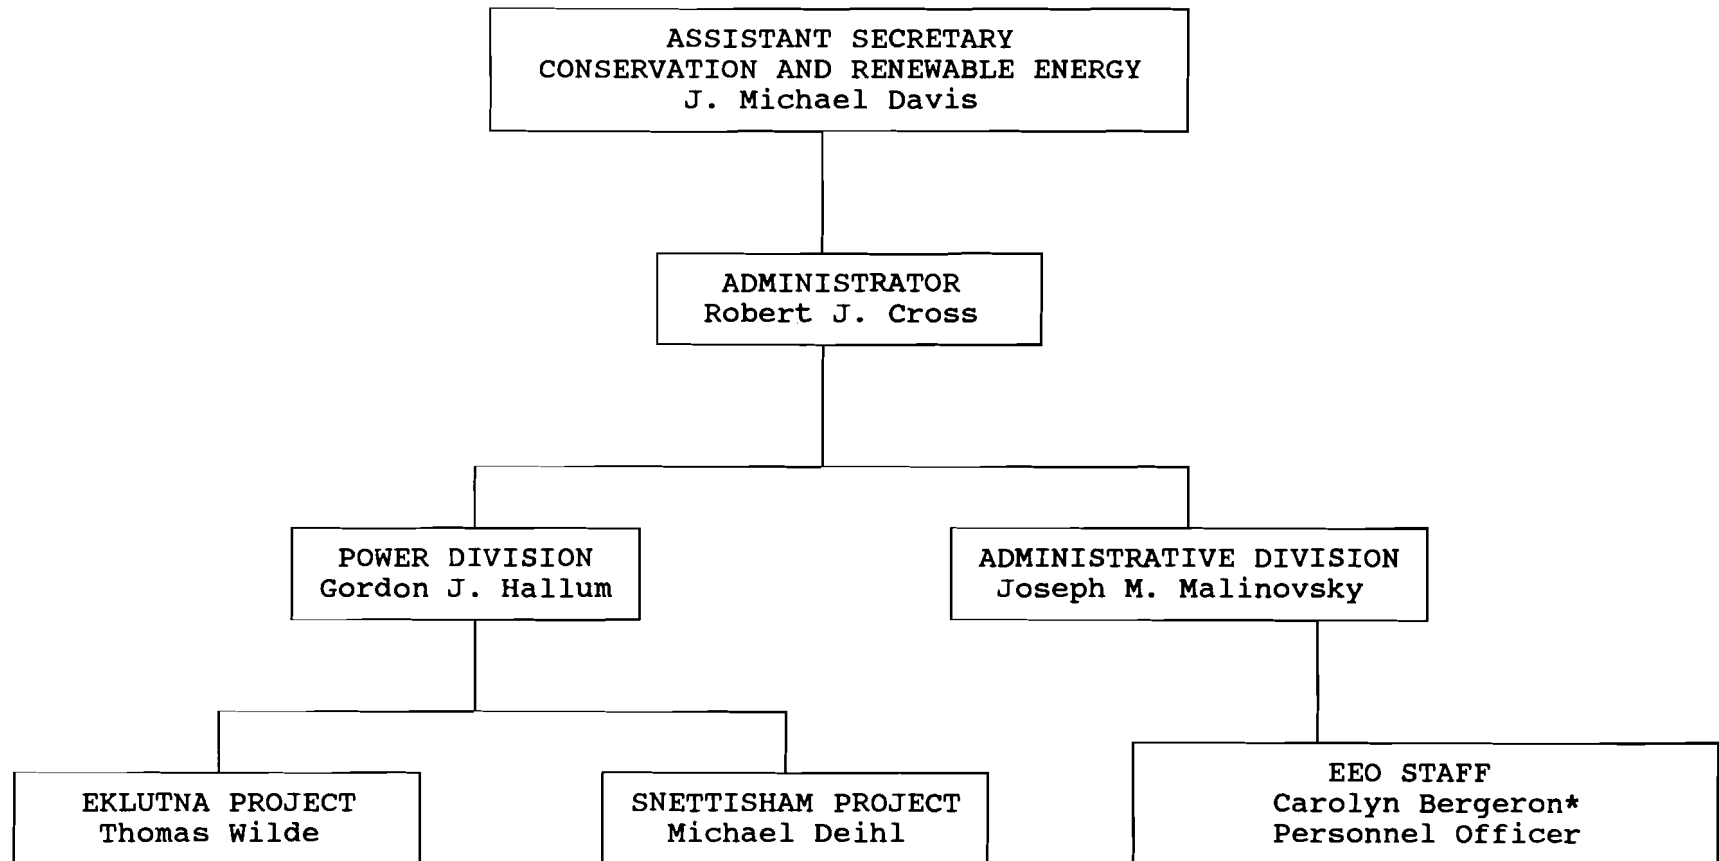 ASSISTANT SECRETARY
CONSERVATION AND RENEWABLE ENERGY
J. Michael Davis
ADMINISTRATOR
Robert J. Cross
POWER DIVISION
Gordon J. Hallum
ADMINISTRATIVE DIVISION
Joseph M. Malinovsky
EKLUTNA PROJECT
Thomas Wilde
SNETTISHAM PROJECT
Michael Deihl
EEO STAFF
Carolyn Bergeron*
Personnel Officer